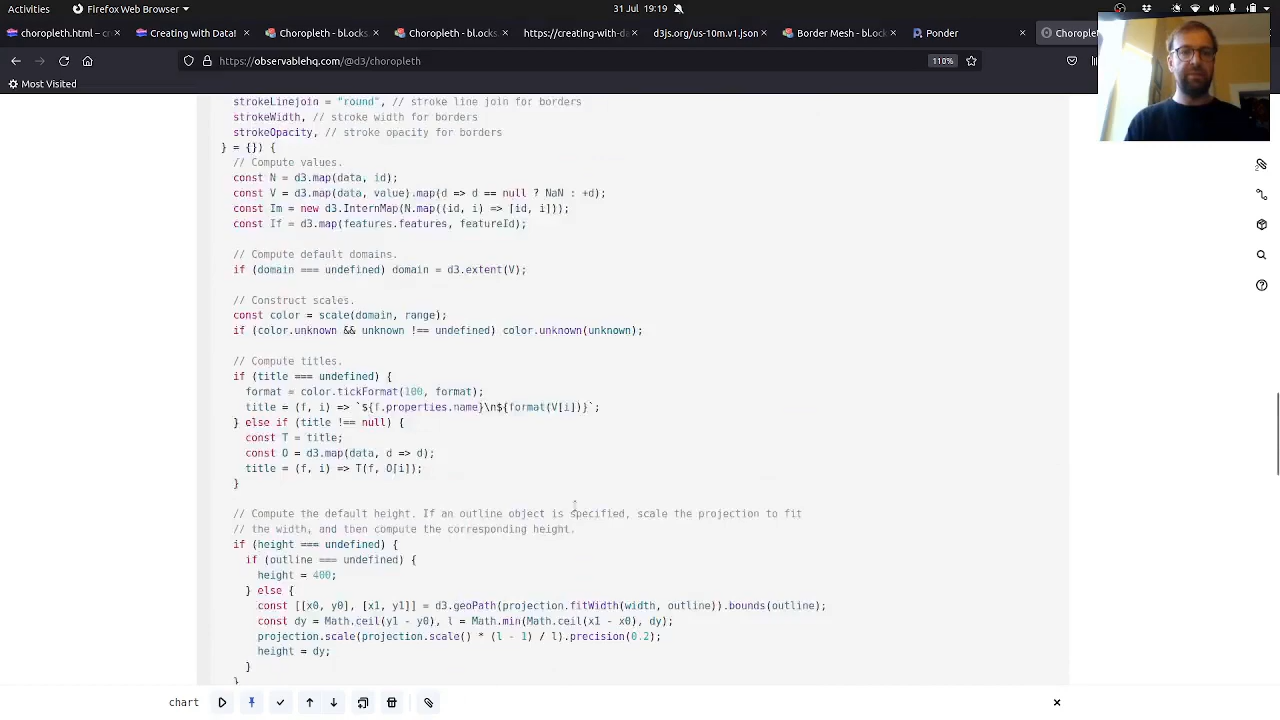 Activities
Firefox Web Browser
31 Jul 19:19
choropleth.html – cr
Creating with Data!
Choropleth - blocks
Choropleth - blocks
https://creating-with-da
d3js.org/us-10m.v1.json
Border Mesh - blocks
Ponder
Choropl
https://observablehq.com/@d3/choropleth
110%
Most Visited
strokeLinejoin = "round", // stroke line join for borders
strokeWidth, // stroke width for borders
strokeOpacity, // stroke opacity for borders
} = {}) {
// Compute values.
const N = d3.map(data, id);
const V = d3.map(data, value).map(d => d == null ? NaN : +d);
const Im = new d3.InternMap(N.map((id, i) => [id, i]));
const If = d3.map(features.features, featureId);
// Compute default domains.
if (domain === undefined) domain = d3.extent(V);
// Construct scales.
const color = scale(domain, range);
if (color.unknown && unknown !== undefined) color.unknown(unknown);
// Compute titles.
if (title === undefined) {
format = color.tickFormat(100, format);
title = (f, i) => `${f.properties.name}\n${format(V[i])}`;
} else if (title !== null) {
const T = title;
const O = d3.map(data, d => d);
title = (f, i) => T(f, O[i]);
}
// Compute the default height. If an outline object is specified, scale the projection to fit
// the width, and then compute the corresponding height.
if (height === undefined) {
if (outline === undefined) {
height = 400;
} else {
const [[x0, y0], [x1, y1]] = d3.geoPath(projection.fitWidth(width, outline)).bounds(outline);
const dy = Math.ceil(y1 - y0), l = Math.min(Math.ceil(x1 - x0), dy);
projection.scale(projection.scale() * (l - 1) / l).precision(0.2);
height = dy;
}
}
chart
2